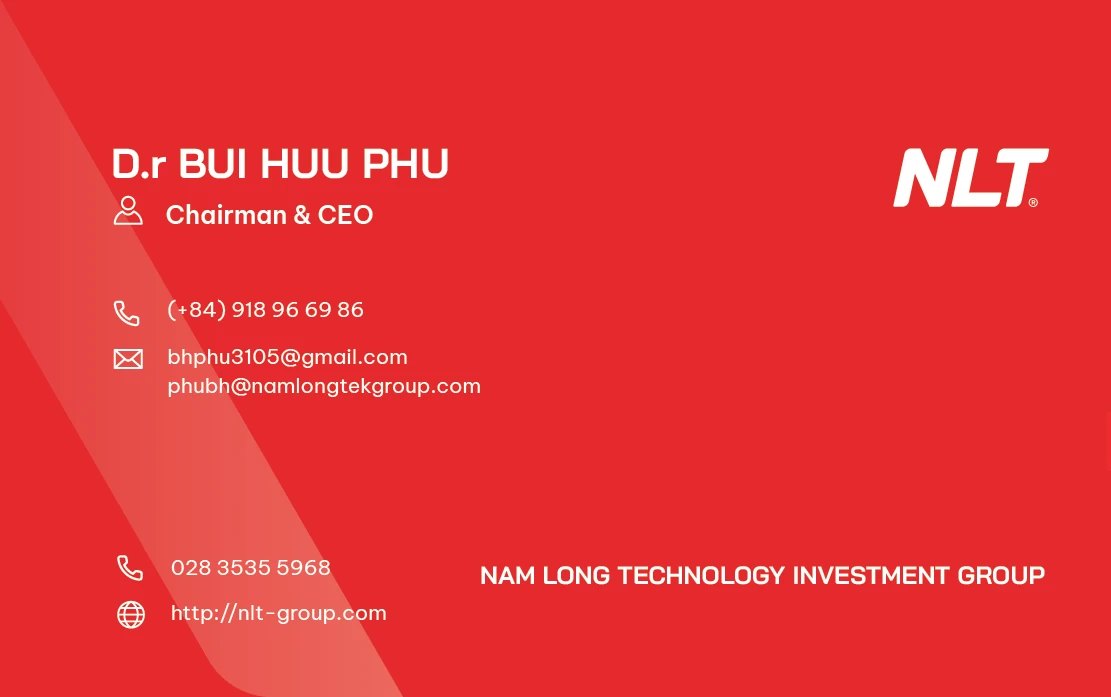 D.r BUI HUU PHU
Chairman & CEO
NLT®
(+84) 918 96 69 86
bhphu3105@gmail.com
phubh@namlongtekgroup.com
028 3535 5968
http://nlt-group.com
NAM LONG TECHNOLOGY INVESTMENT GROUP